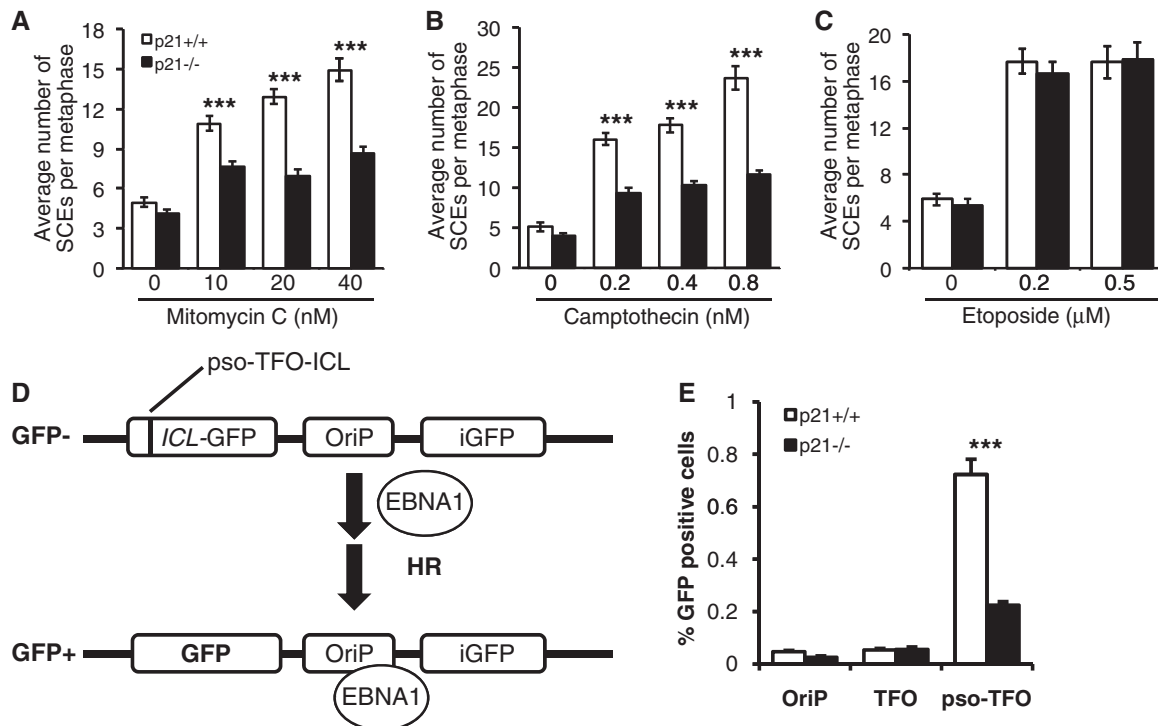 A
Average number of
SCEs per metaphase
18
15
12
9
6
3
0
p21+/+
p21-/-
***
***
***
0 10 20 40
Mitomycin C (nM)
B
Average number of
SCEs per metaphase
30
25
20
15
10
5
0
***
***
***
0 0.2 0.4 0.8
Camptothecin (nM)
C
Average number of
SCEs per metaphase
20
16
12
8
4
0
0 0.2 0.5
Etoposide (μM)
D
pso-TFO-ICL
GFP- ICL-GFP OriP iGFP
EBNA1
HR
GFP+ GFP OriP iGFP
EBNA1
E
% GFP positive cells
1
0.8
0.6
0.4
0.2
0
p21+/+
p21-/-
***
OriP TFO pso-TFO